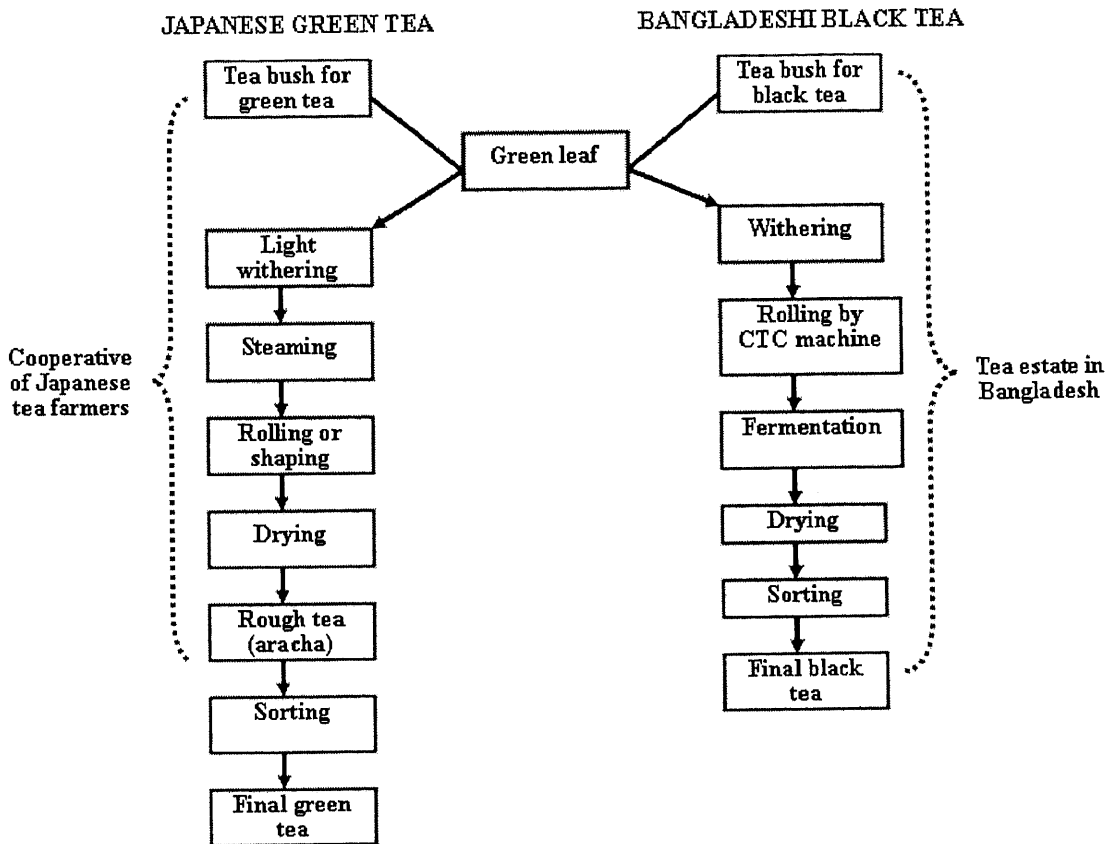 JAPANESE GREEN TEA
BANGLADESHI BLACK TEA
Tea bush for
green tea
Tea bush for
black tea
Green leaf
Light
withering
Steaming
Rolling or
shaping
Drying
Rough tea
(aracha)
Sorting
Final green
tea
Cooperative
of Japanese
tea farmers
Withering
Rolling by
CTC machine
Fermentation
Drying
Sorting
Final black
tea
Tea estate in
Bangladesh